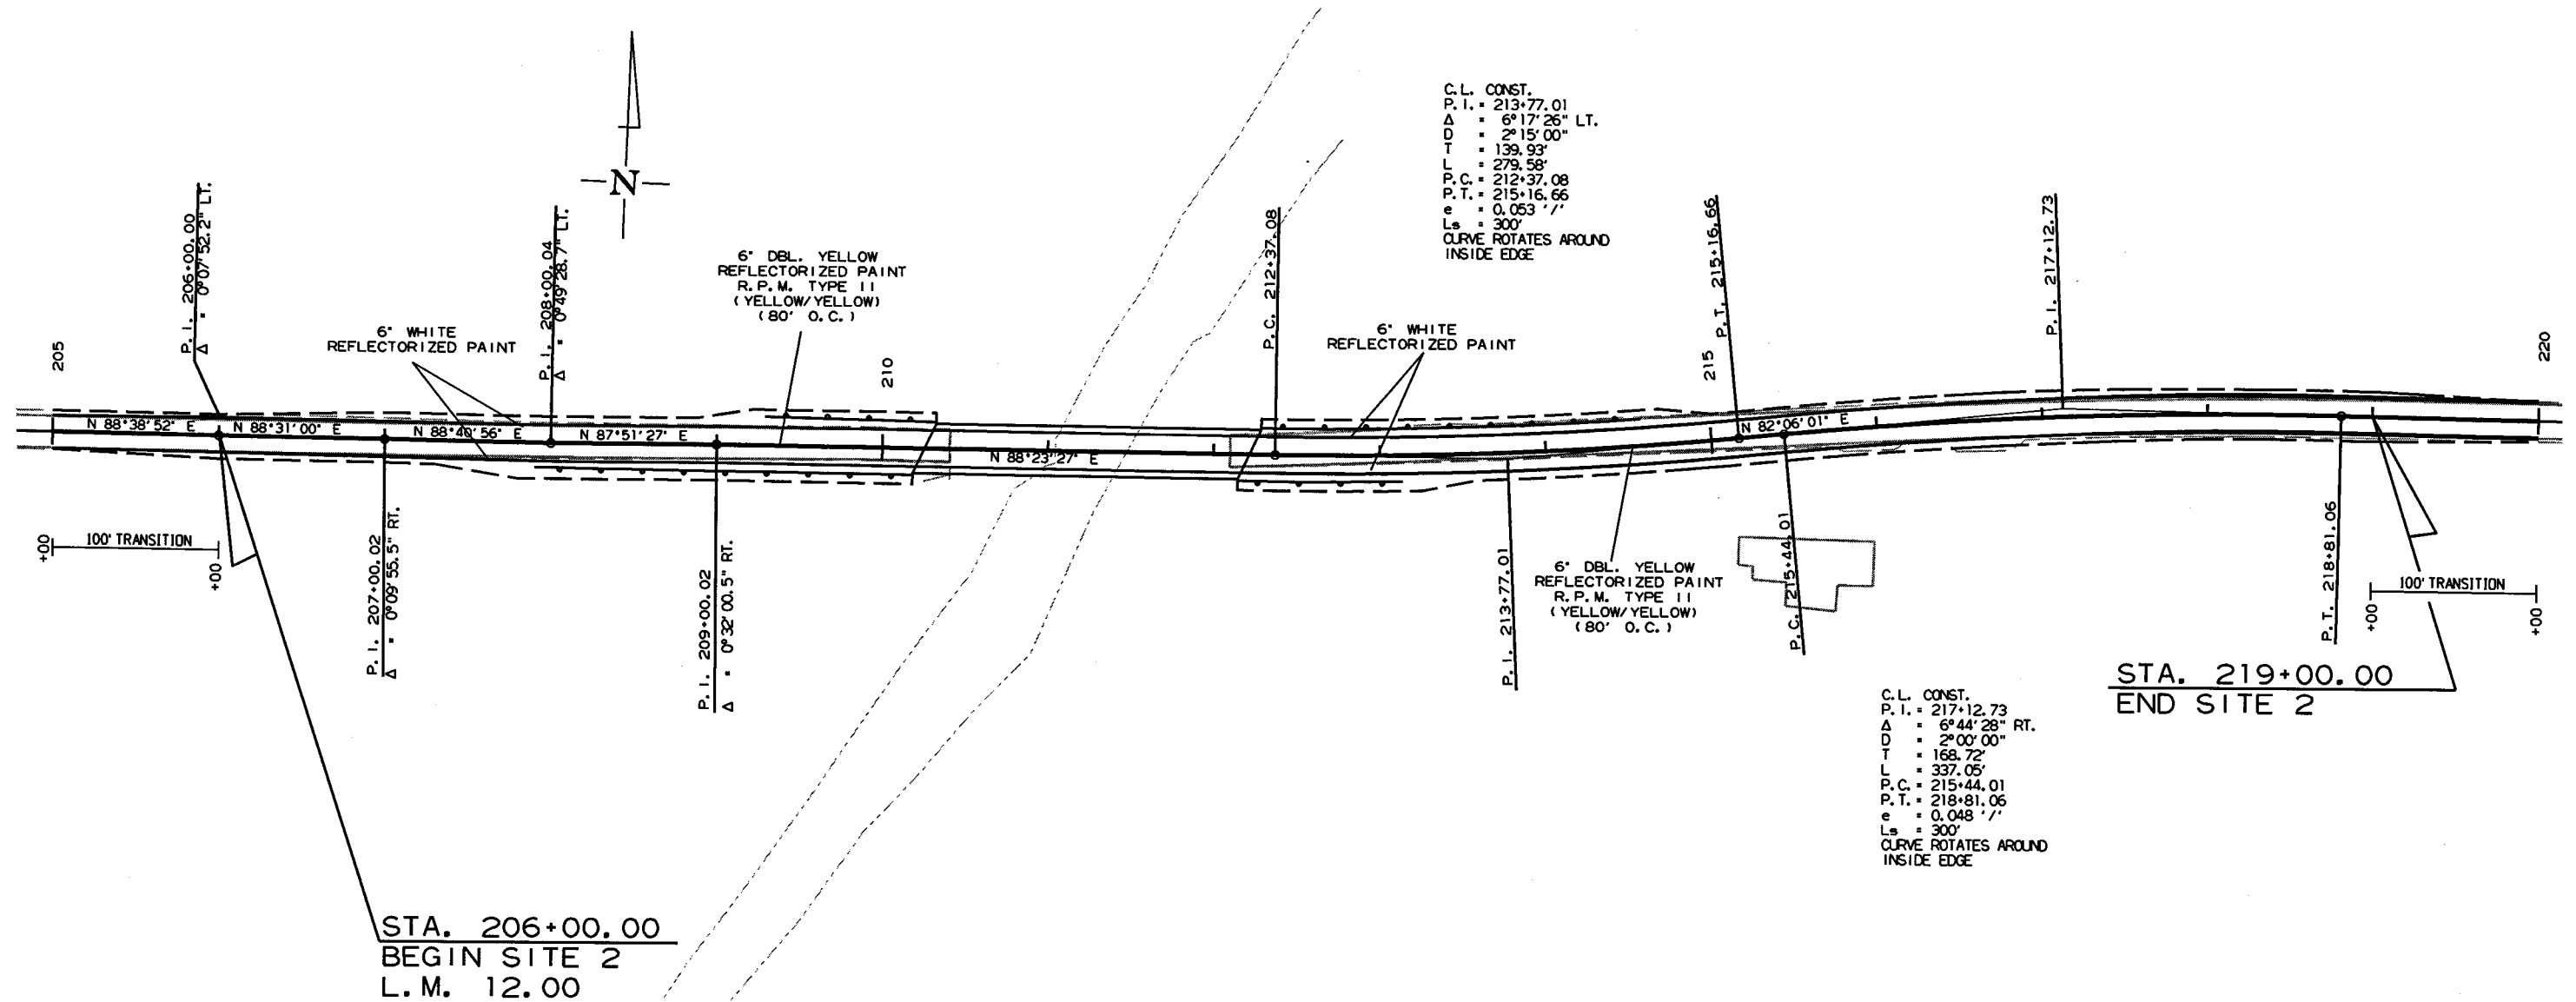 C.L. CONST.
P.I. = 213+77.01
Δ = 6°17'26" LT.
D = 2°15'00"
T = 139.93'
L = 279.58'
P.C. = 212+37.08
P.T. = 215+16.66
e = 0.053 '/'
Ls = 300'
CURVE ROTATES AROUND
INSIDE EDGE
N
P.I. 206+00.00
Δ = 0°07'52.2" LT.
P.I. 208+00.04
Δ = 0°49'28.7" LT.
6" DBL. YELLOW
REFLECTORIZED PAINT
R.P.M. TYPE II
(YELLOW/YELLOW)
(80' O.C.)
P.C. 212+37.08
P.T. 215+16.66
P.I. 217+12.73
6" WHITE
REFLECTORIZED PAINT
6" WHITE
REFLECTORIZED PAINT
205
210
215
220
N 88°38'52" E
N 88°31'00" E
N 88°40'56" E
N 87°51'27" E
N 88°23'27" E
N 82°06'01" E
+00
100' TRANSITION
+00
P.I. 207+00.02
Δ = 0°09'55.5" RT.
P.I. 209+00.02
Δ = 0°32'00.5" RT.
P.I. 213+77.01
6" DBL. YELLOW
REFLECTORIZED PAINT
R.P.M. TYPE II
(YELLOW/YELLOW)
(80' O.C.)
P.C. 215+44.01
P.T. 218+81.06
+00
100' TRANSITION
+00
STA. 219+00.00
END SITE 2
C.L. CONST.
P.I. = 217+12.73
Δ = 6°44'28" RT.
D = 2°00'00"
T = 168.72'
L = 337.05'
P.C. = 215+44.01
P.T. = 218+81.06
e = 0.048 '/'
Ls = 300'
CURVE ROTATES AROUND
INSIDE EDGE
STA. 206+00.00
BEGIN SITE 2
L.M. 12.00